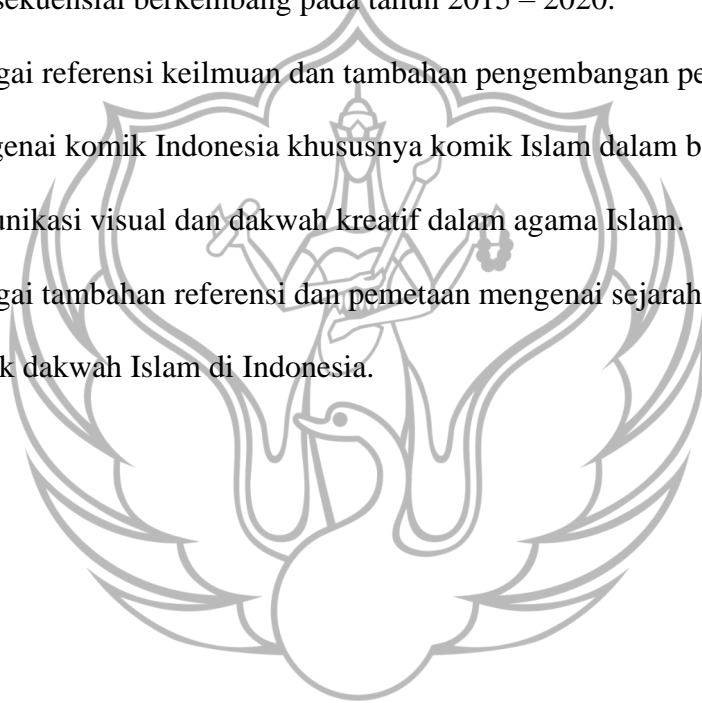 sekuensial berkembang pada tahun 2015 – 2020.
gai referensi keilmuan dan tambahan pengembangan pe
genai komik Indonesia khususnya komik Islam dalam b
unikasi visual dan dakwah kreatif dalam agama Islam.
gai tambahan referensi dan pemetaan mengenai sejarah
k dakwah Islam di Indonesia.